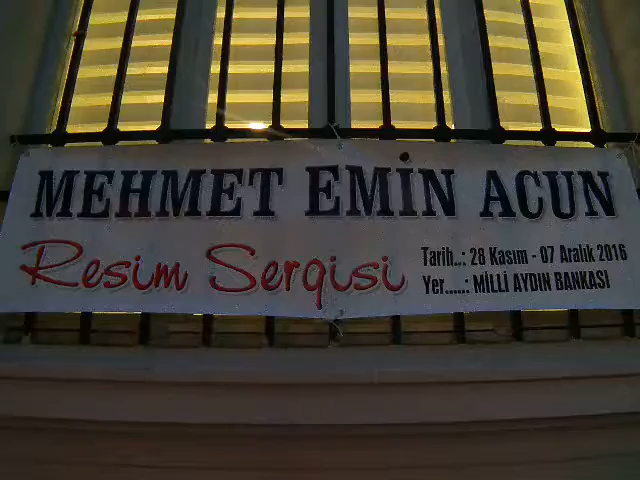 MEHMET EMİN ACUN
Resim Sergisi
Tarih..: 28 Kasım - 07 Aralık 2016
Yer.....: MİLLİ AYDIN BANKASI